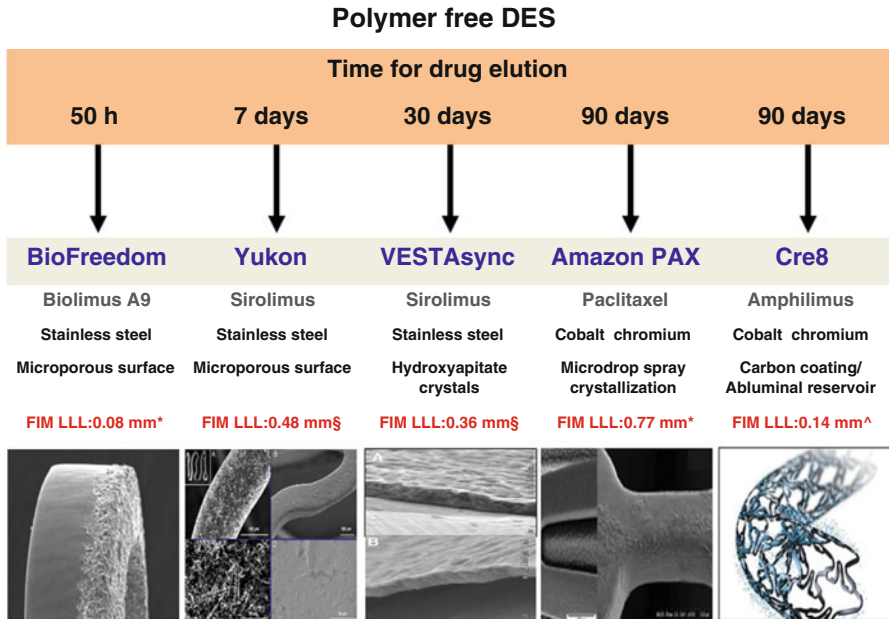 Polymer free DES
Time for drug elution
50 h 7 days 30 days 90 days 90 days
BioFreedom Yukon VESTAsync Amazon PAX Cre8
Biolimus A9 Sirolimus Sirolimus Paclitaxel Amphilimus
Stainless steel Stainless steel Stainless steel Cobalt chromium Cobalt chromium
Microporous surface Microporous surface Hydroxyapitate Microdrop spray Carbon coating/
crystals crystallization Abluminal reservoir
FIM LLL:0.08 mm* FIM LLL:0.48 mm§ FIM LLL:0.36 mm§ FIM LLL:0.77 mm* FIM LLL:0.14 mm^
A
B